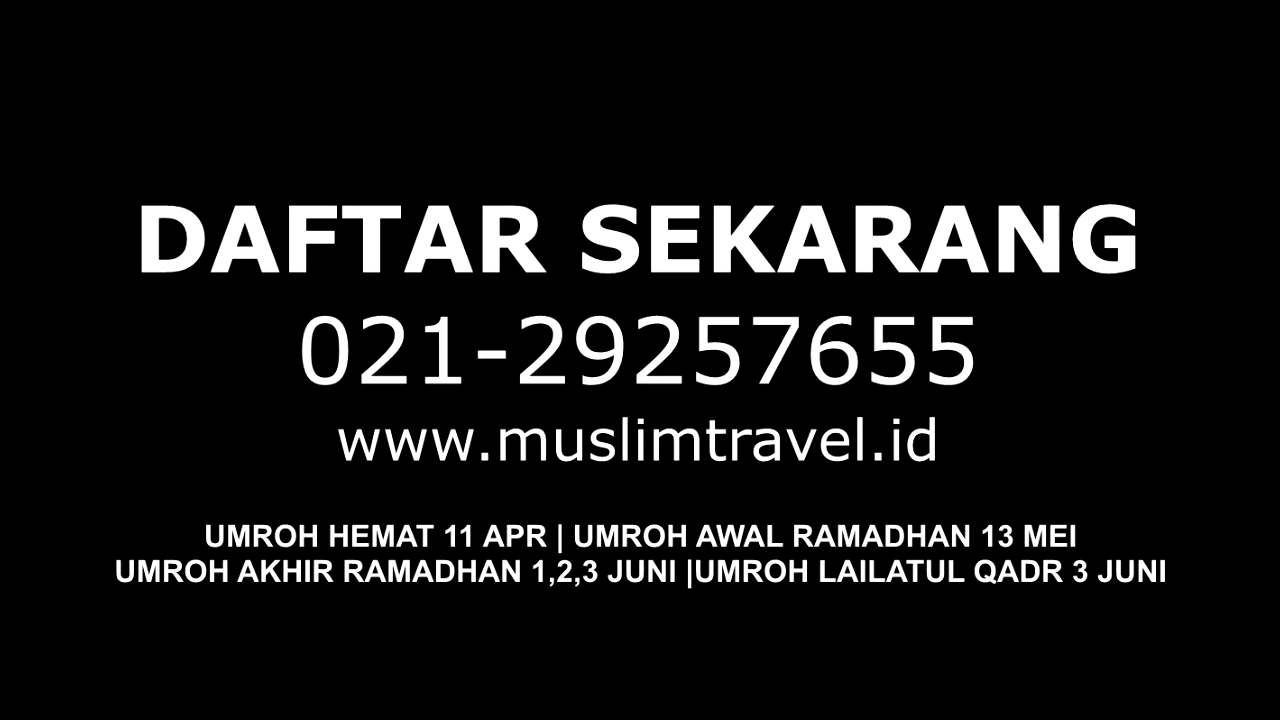 DAFTAR SEKARANG
021-29257655
www.muslimtravel.id
UMROH HEMAT 11 APR | UMROH AWAL RAMADHAN 13 MEI
UMROH AKHIR RAMADHAN 1,2,3 JUNI |UMROH LAILATUL QADR 3 JUNI